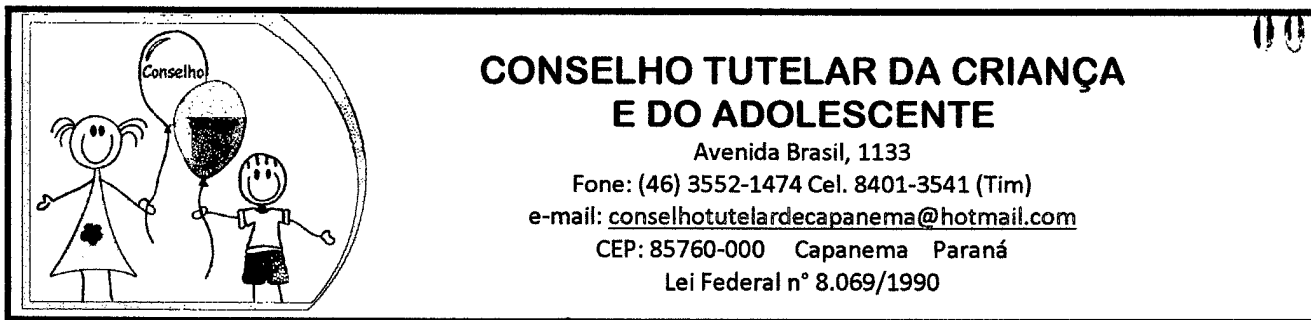 Conselho
CONSELHO TUTELAR DA CRIANÇA
E DO ADOLESCENTE
Avenida Brasil, 1133
Fone: (46) 3552-1474 Cel. 8401-3541 (Tim)
e-mail: conselhotutelardecapanema@hotmail.com
CEP: 85760-000 Capanema Paraná
Lei Federal n° 8.069/1990